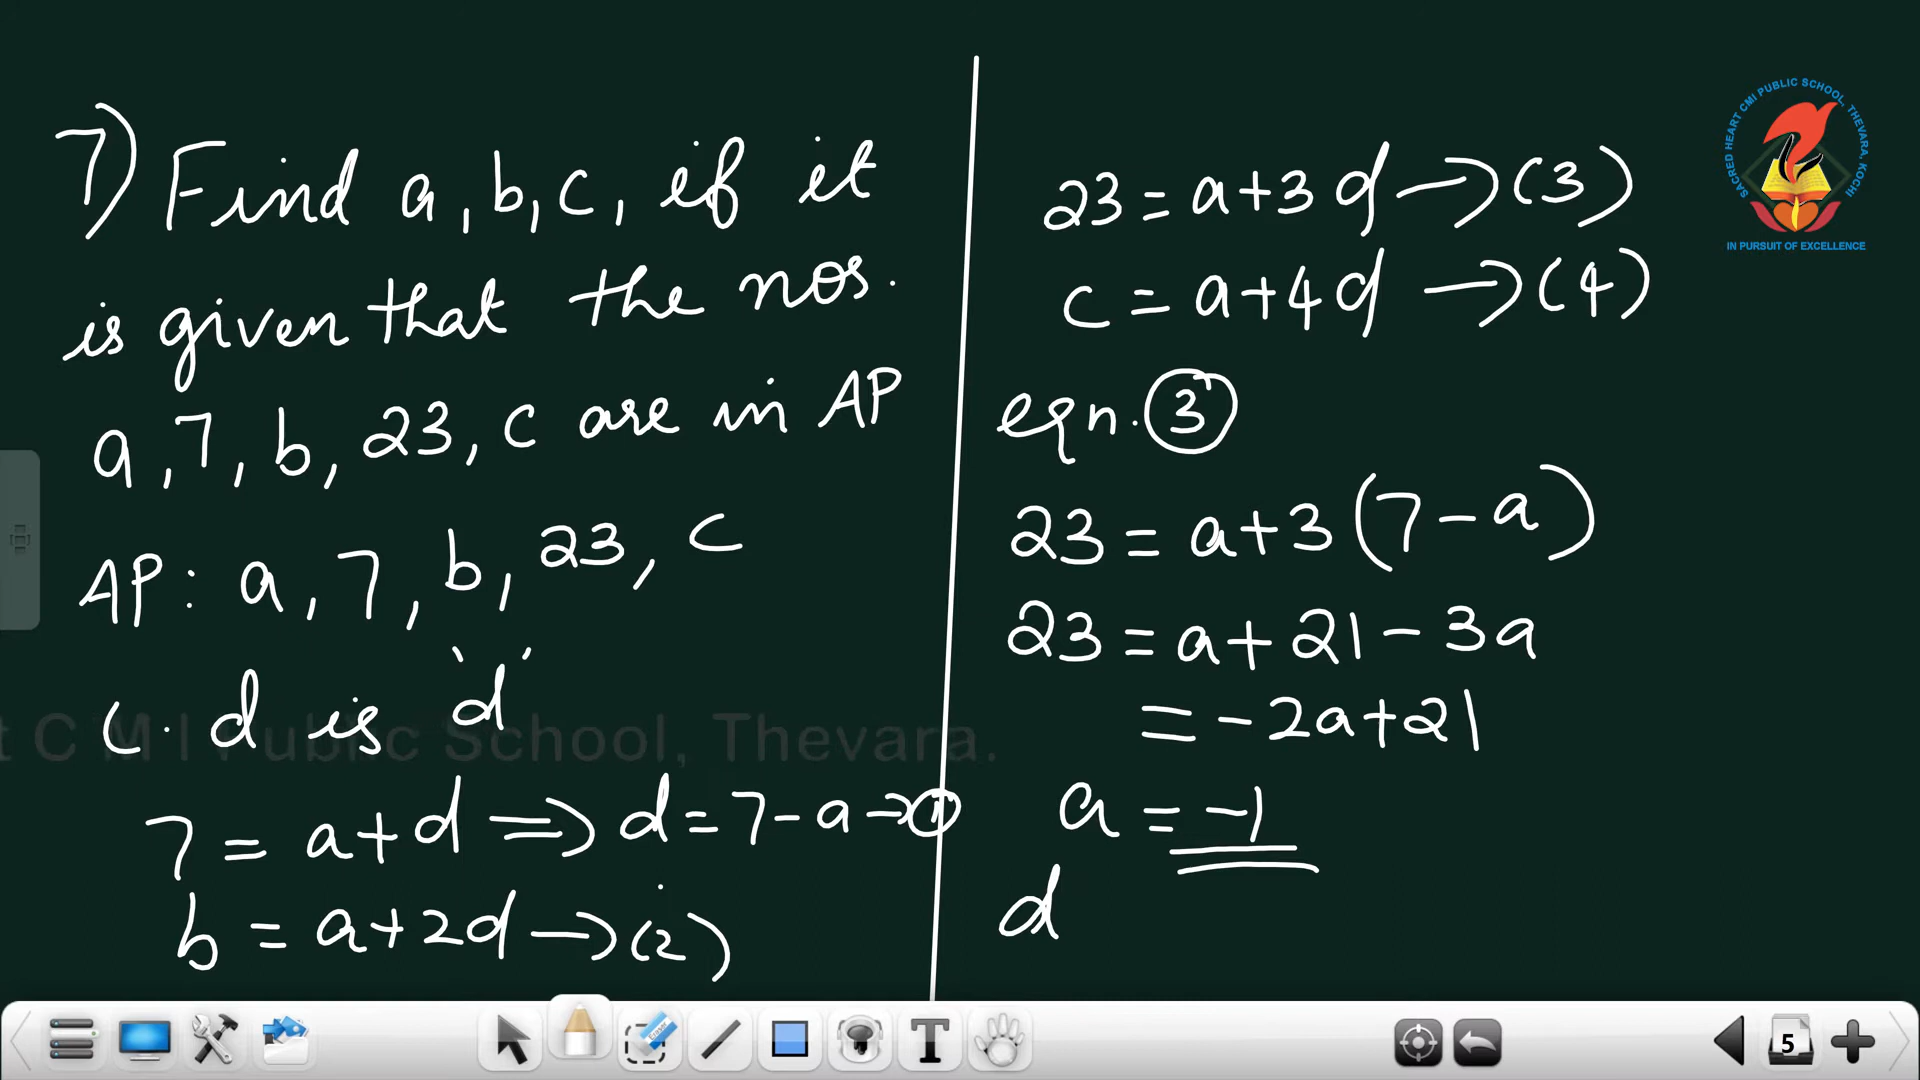 7) Find a, b, c, if it
is given that the nos.
a, 7, b, 23, c are in AP
AP: a, 7, b, 23, c
c.d is 'd'
t C M I Public School, Thevara.
7 = a+d => d = 7-a → ①
b = a+2d → (2)
23 = a+3d → (3)
c = a+4d → (4)
eqn. ③
23 = a+3(7-a)
23 = a+21-3a
= -2a+21
a = -1
d
SACRED HEART CMI PUBLIC SCHOOL, THEVARA, KOCHI
IN PURSUIT OF EXCELLENCE
Eraser
T
5